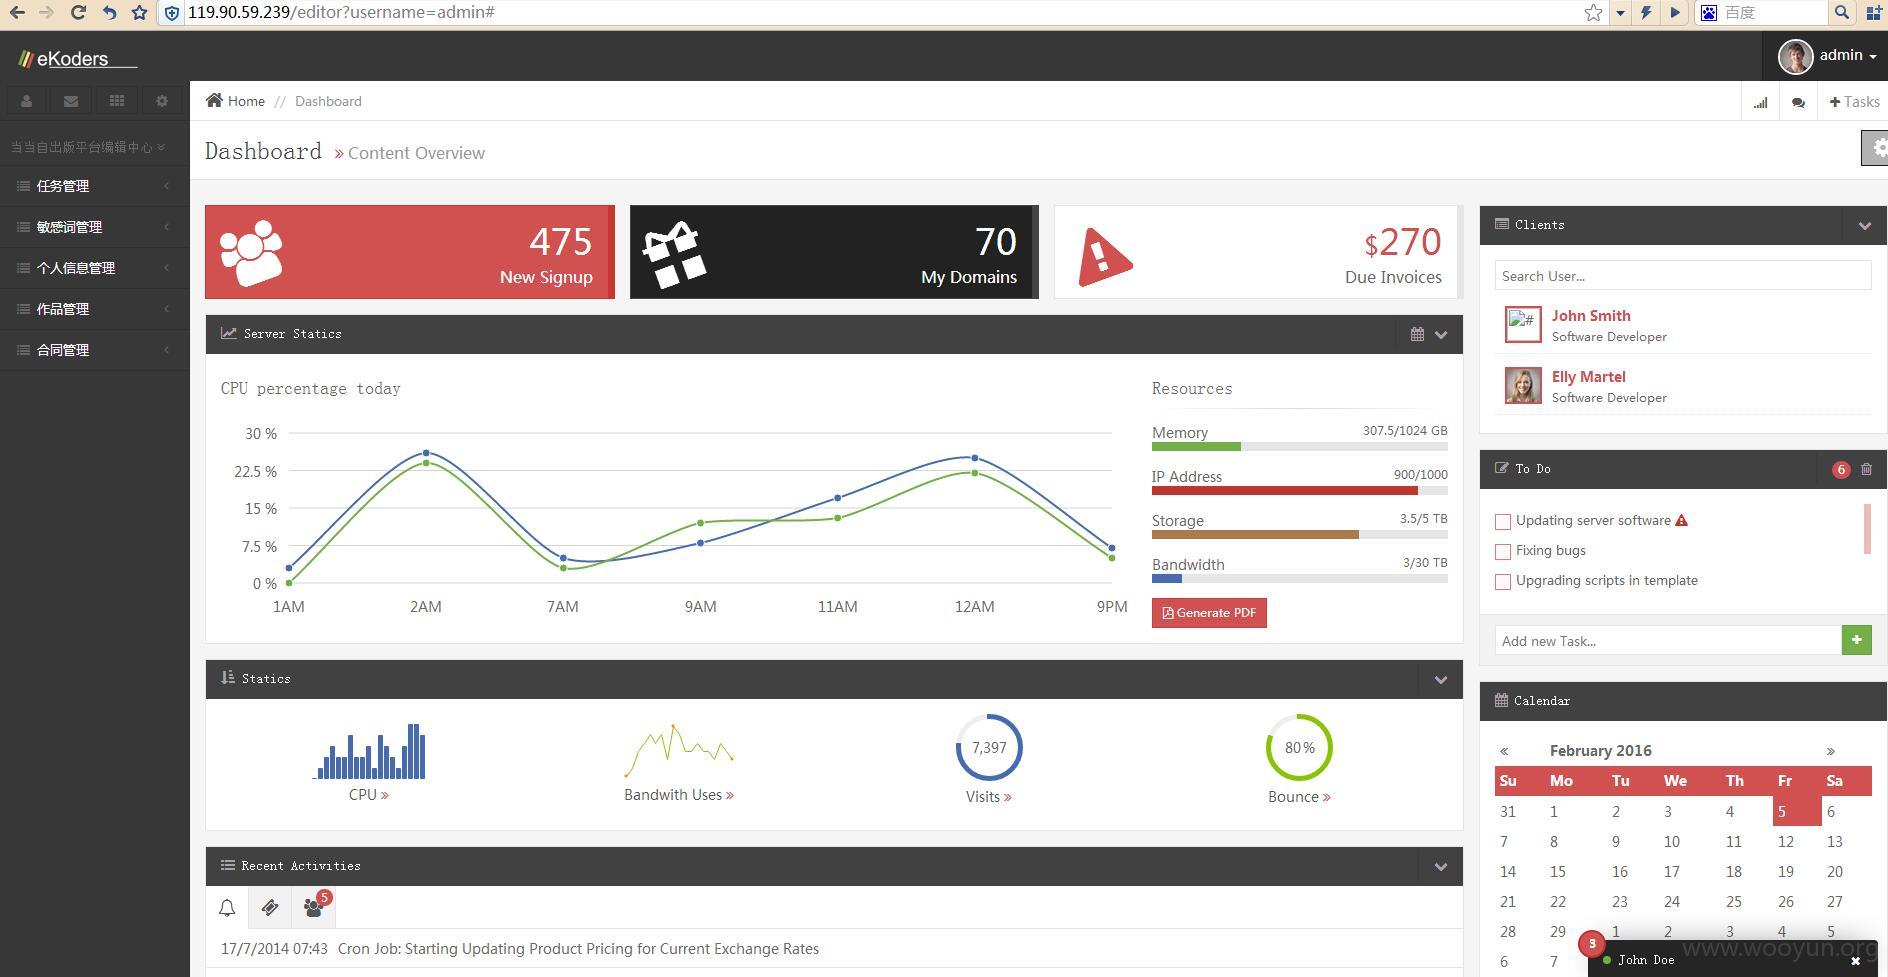 119.90.59.239/editor?username=admin#
百度
eKoders
admin
Home // Dashboard
+ Tasks
当当自出版平台编辑中心
Dashboard » Content Overview
任务管理
敏感词管理
个人信息管理
作品管理
合同管理
475
New Signup
70
My Domains
$270
Due Invoices
Server Statics
CPU percentage today
30 %
22.5 %
15 %
7.5 %
0 %
1AM 2AM 7AM 9AM 11AM 12AM 9PM
Resources
Memory 307.5/1024 GB
IP Address 900/1000
Storage 3.5/5 TB
Bandwidth 3/30 TB
Generate PDF
Statics
CPU »
Bandwith Uses »
7,397
Visits »
80%
Bounce »
Recent Activities
5
17/7/2014 07:43 Cron Job: Starting Updating Product Pricing for Current Exchange Rates
Clients
Search User...
#
John Smith
Software Developer
Elly Martel
Software Developer
To Do 6
Updating server software
Fixing bugs
Upgrading scripts in template
Add new Task...
Calendar
« February 2016 »
Su Mo Tu We Th Fr Sa
31 1 2 3 4 5 6
7 8 9 10 11 12 13
14 15 16 17 18 19 20
21 22 23 24 25 26 27
28 29 1 2 3 4 5
6 7
3
John Doe
www.wooyun.org